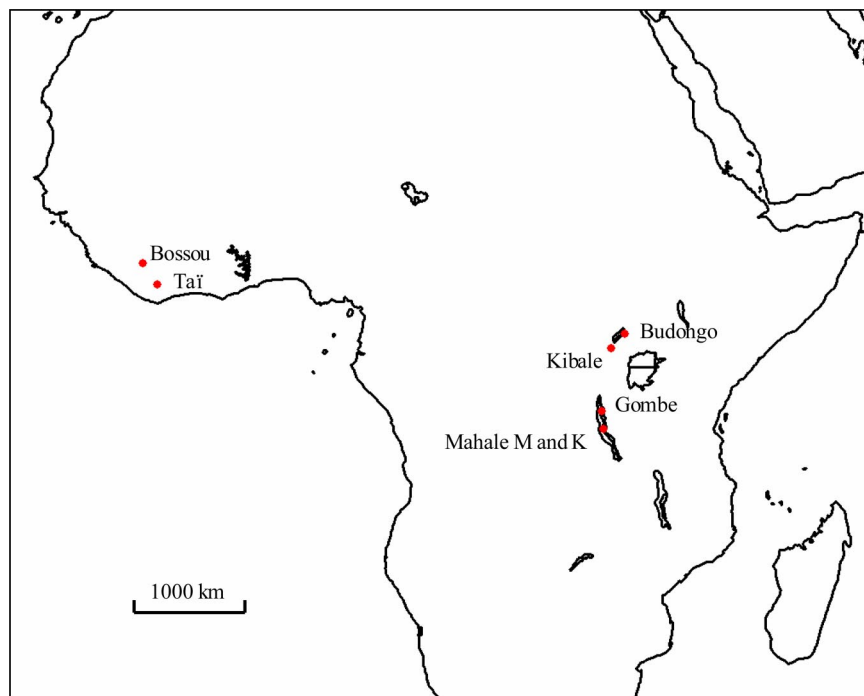 Bossou
Taï
Budongo
Kibale
Gombe
Mahale M and K
1000 km